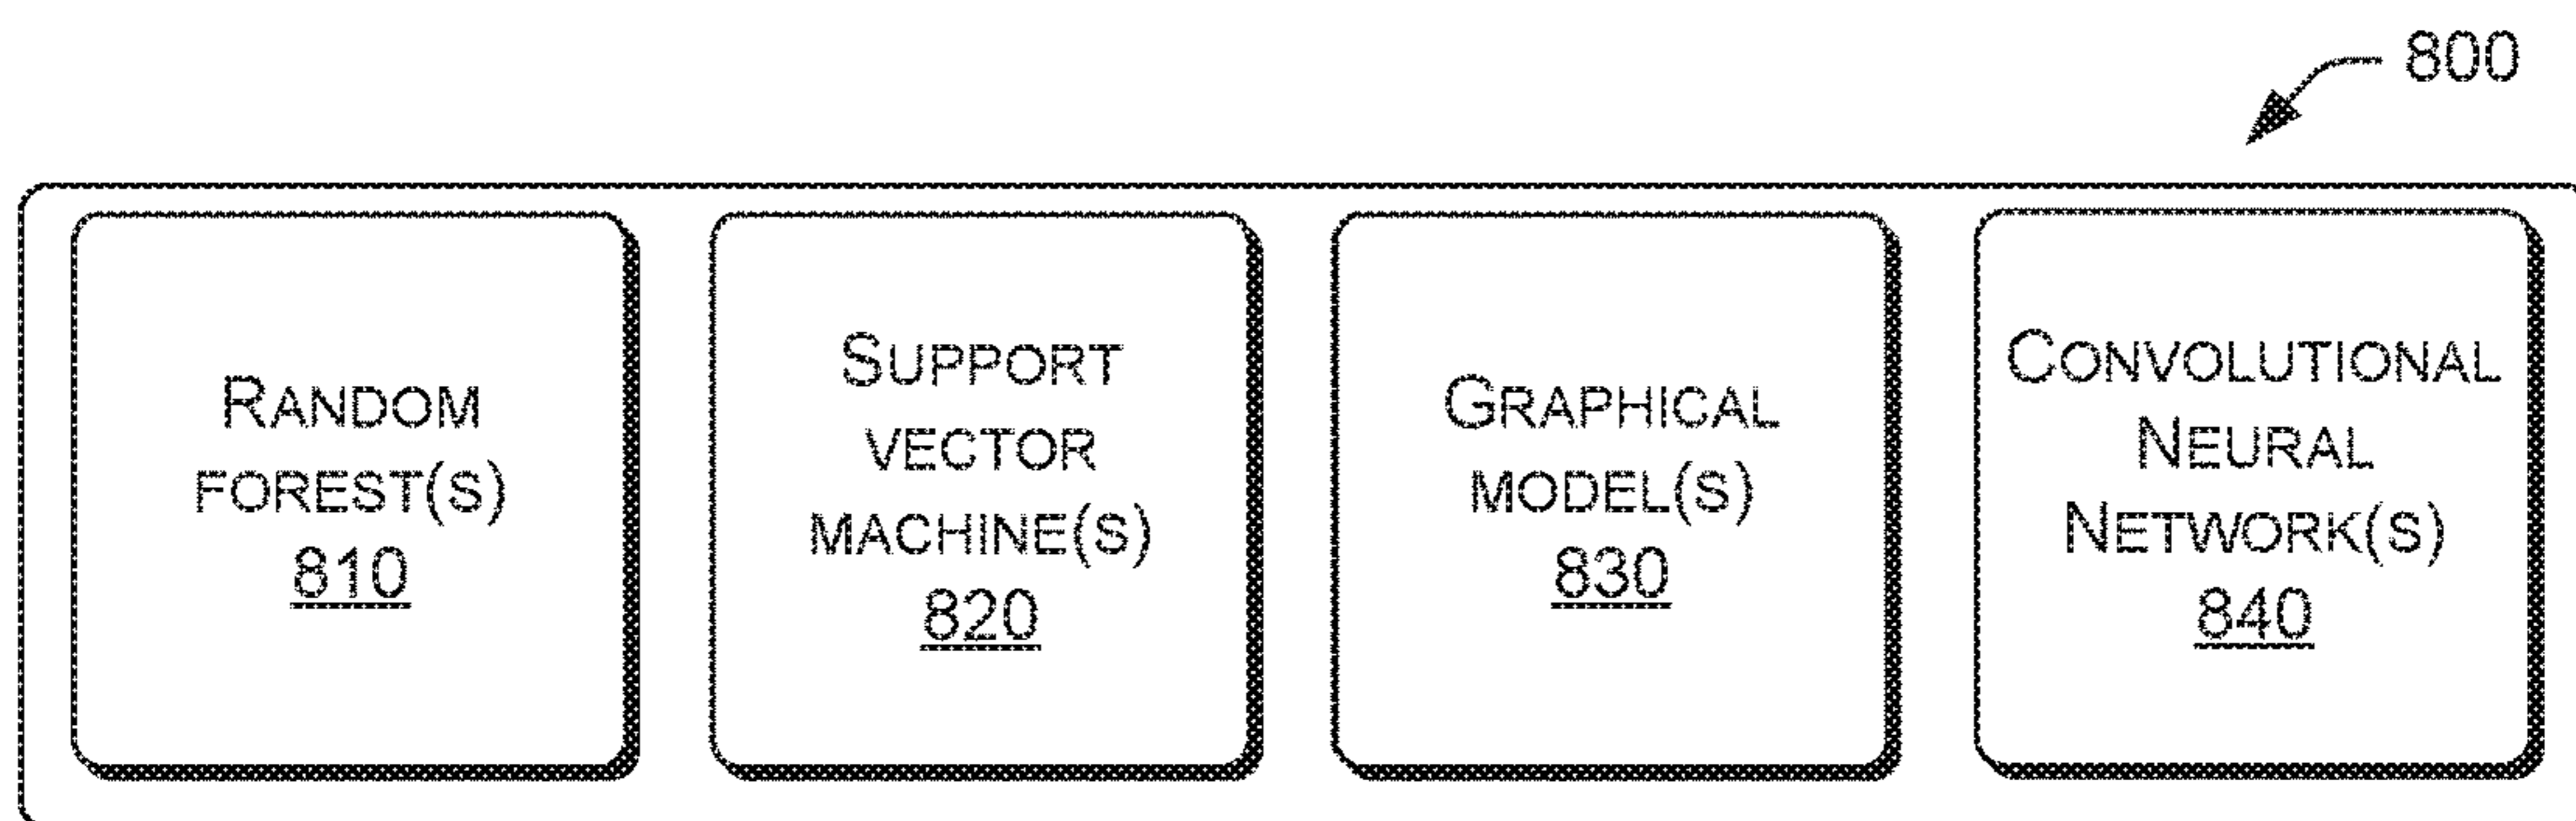 800
RANDOM
FOREST(S)
810
SUPPORT
VECTOR
MACHINE(S)
820
GRAPHICAL
MODEL(S)
830
CONVOLUTIONAL
NEURAL
NETWORK(S)
840